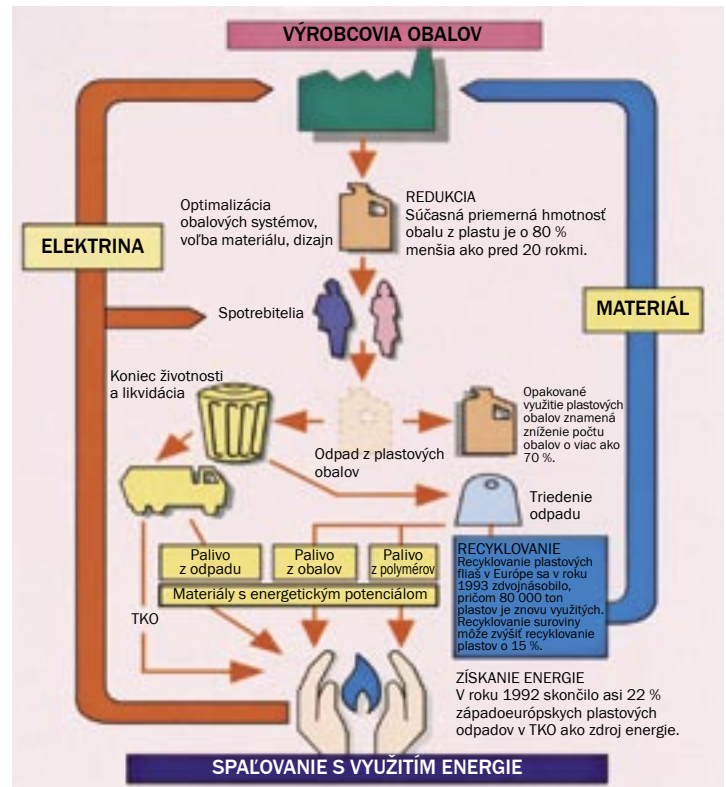 VÝROBCOVIA OBALOV
Optimalizácia
obalových systémov,
voľba materiálu, dizajn
REDUKCIA
Súčasná priemerná hmotnosť
obalu z plastu je o 80 %
menšia ako pred 20 rokmi.
ELEKTRINA
MATERIÁL
Spotrebitelia
Koniec životnosti
a likvidácia
Opakované
využitie plastových
obalov znamená
zníženie počtu
obalov o viac ako
70 %.
Odpad z plastových
obalov
Triedenie
odpadu
Palivo
z odpadu
Palivo
z obalov
Palivo
z polymérov
Materiály s energetickým potenciálom
RECYKLOVANIE
Recyklovanie plastových
fliaš v Európe sa v roku
1993 zdvojnásobilo,
pričom 80 000 ton
plastov je znovu využitých.
Recyklovanie suroviny
môže zvýšiť recyklovanie
plastov o 15 %.
TKO
ZÍSKANIE ENERGIE
V roku 1992 skončilo asi 22 %
západoeurópskych plastových
odpadov v TKO ako zdroj energie.
SPAĽOVANIE S VYUŽITÍM ENERGIE